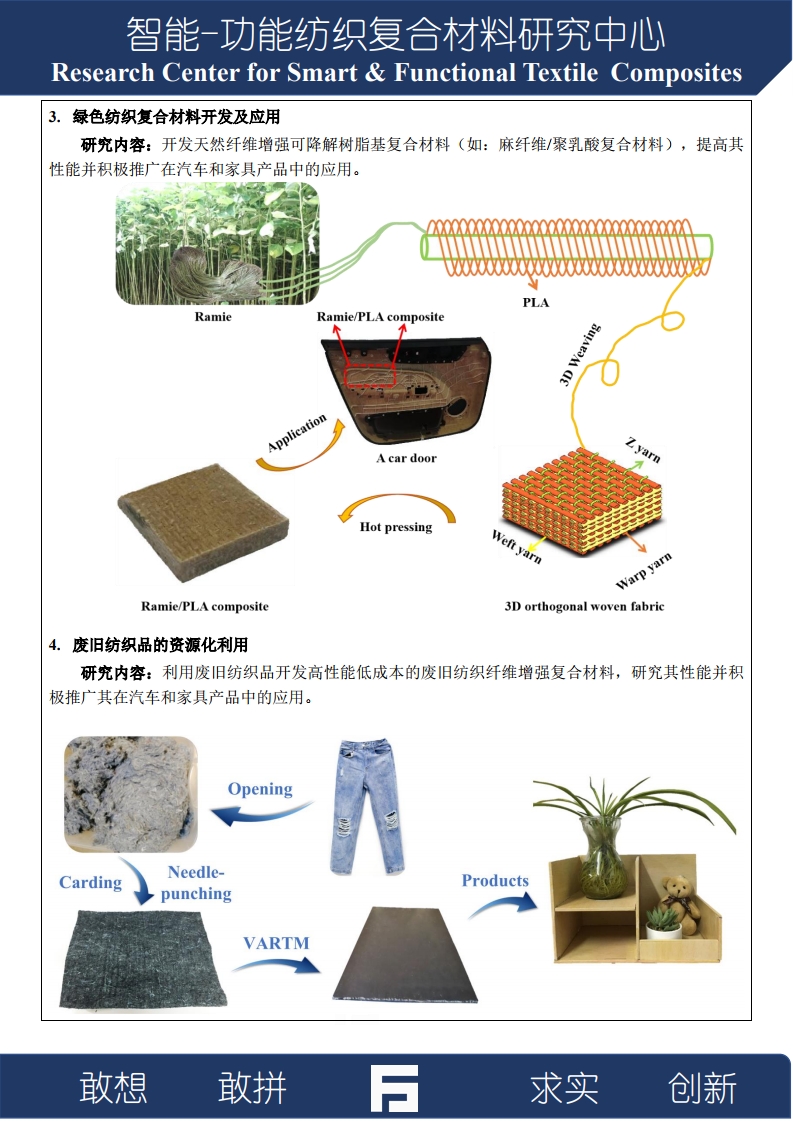 智能-功能纺织复合材料研究中心
Research Center for Smart & Functional Textile Composites
3. 绿色纺织复合材料开发及应用
研究内容：开发天然纤维增强可降解树脂基复合材料（如：麻纤维/聚乳酸复合材料），提高其
性能并积极推广在汽车和家具产品中的应用。
Ramie
PLA
Ramie/PLA composite
3D Weaving
A car door
Application
Z yarn
Hot pressing
Weft yarn
Warp yarn
Ramie/PLA composite
3D orthogonal woven fabric
4. 废旧纺织品的资源化利用
研究内容：利用废旧纺织品开发高性能低成本的废旧纺织纤维增强复合材料，研究其性能并积
极推广其在汽车和家具产品中的应用。
Opening
Carding
Needle-
punching
Products
VARTM
敢想 敢拼 求实 创新